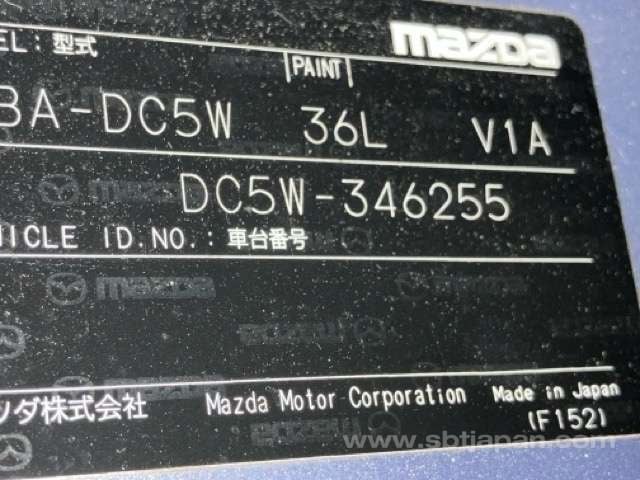 EL: 型式
mazda
PAINT
BA-DC5W 36L V1A
DC5W-346255
HICLE ID.NO.: 車台番号
mazda
ツダ株式会社 Mazda Motor Corporation Made in Japan
(F152)
www.sbtjapan.com